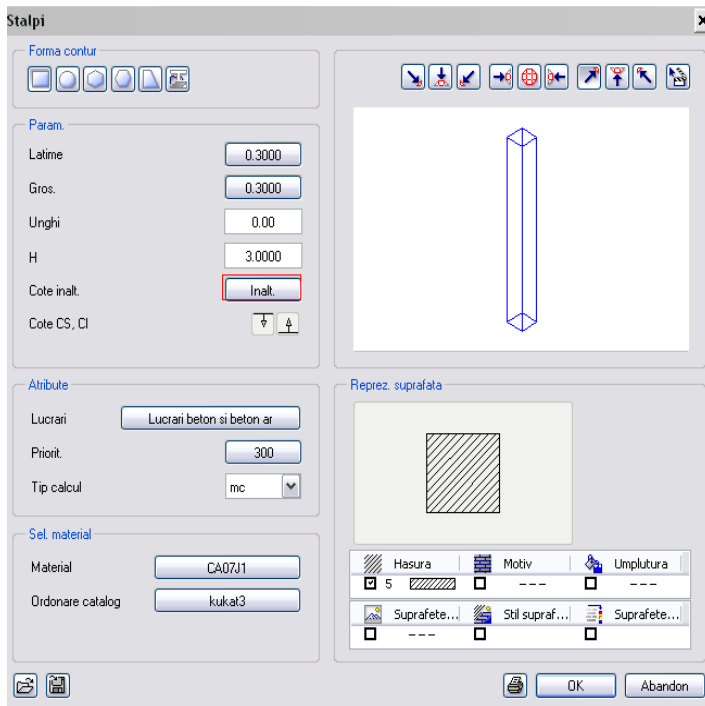 Stalpi
Forma contur
Param.
Latime 0.3000
Gros. 0.3000
Unghi 0.00
H 3.0000
Cote inalt. Inalt.
Cote CS, CI
Atribute
Lucrari Lucrari beton si beton ar
Priorit. 300
Tip calcul mc
Sel. material
Material CA07J1
Ordonare catalog kukat3
Reprez. suprafata
Hasura Motiv Umplutura
5 --- ---
Suprafete... Stil supraf... Suprafete...
---
OK Abandon